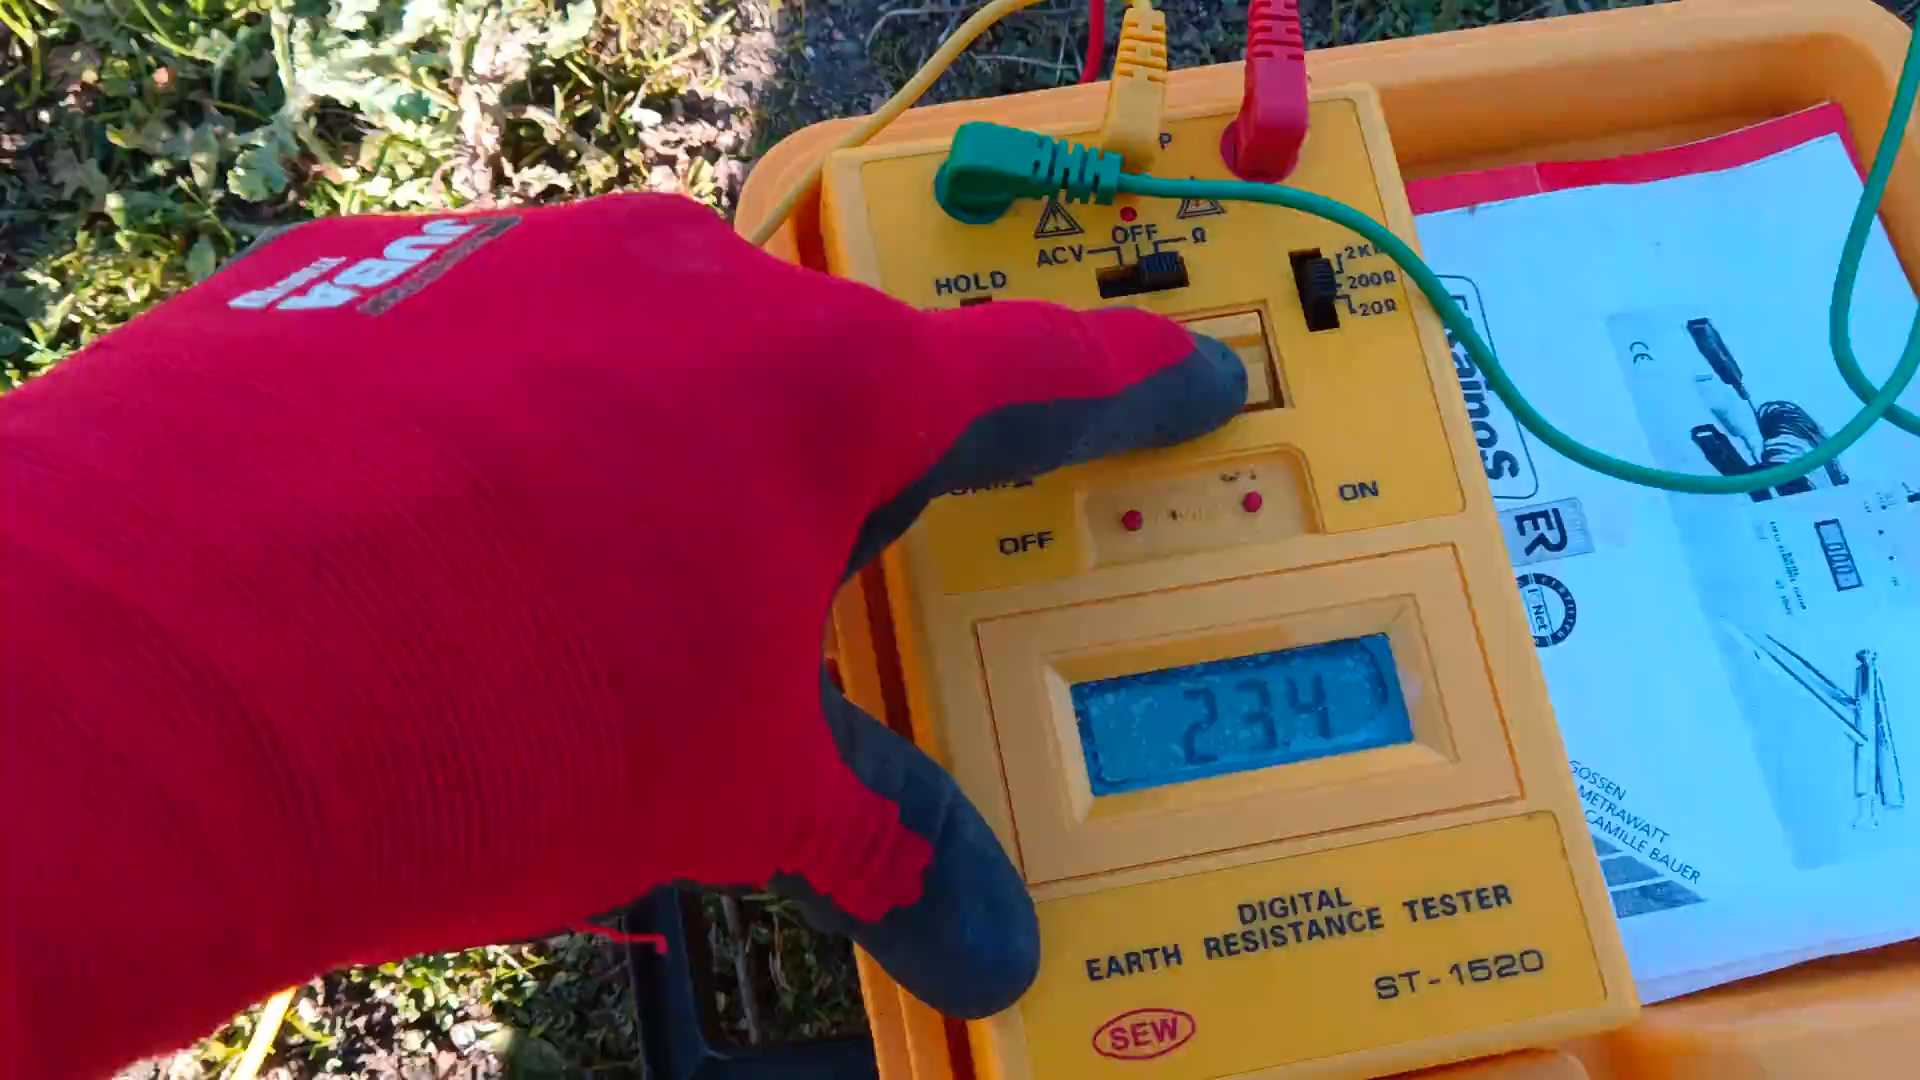 JUBA
P
OFF
ACV
Ω
HOLD
200Ω
20Ω
ON
OFF
234
DIGITAL
EARTH RESISTANCE TESTER
ST-1520
SEW
ER
CE
GOSSEN
METRAWATT
CAMILLE BAUER